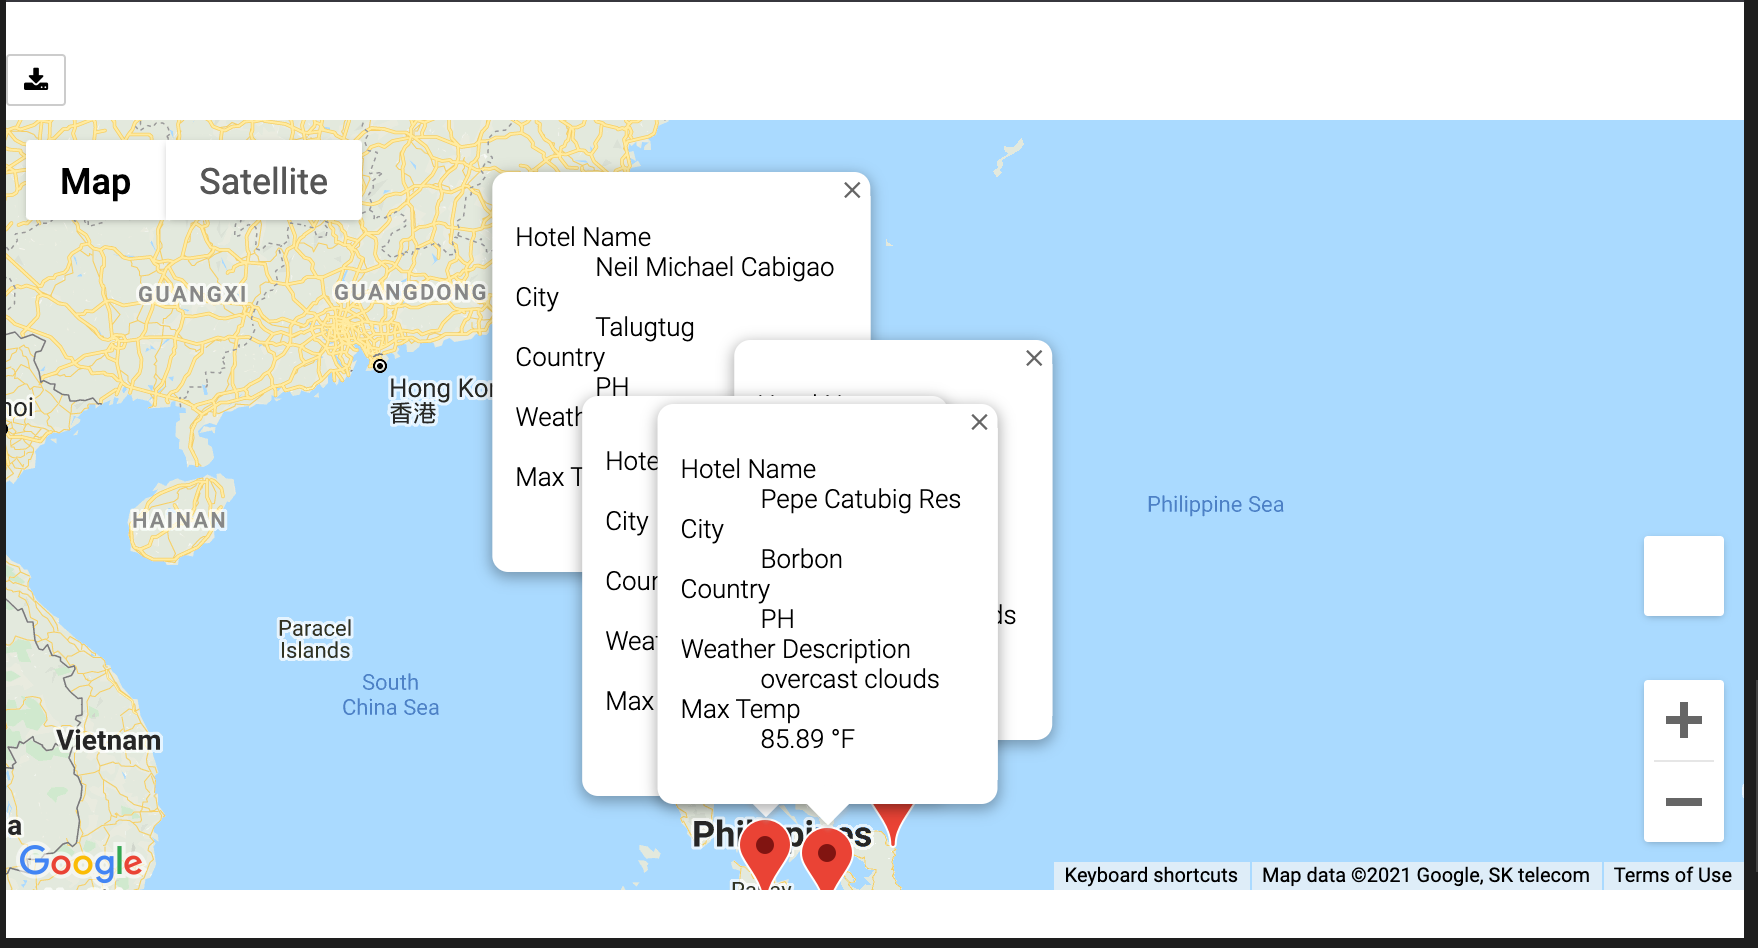 Map
Satellite
GUANGXI
GUANGDONG
Hong Kor
香港
noi
HAINAN
Paracel
Islands
South
China Sea
Vietnam
Philippine Sea
Philippines
Hotel Name
Neil Michael Cabigao
City
Talugtug
Country
PH
Weath
Max T
Hote
City
Cour
Weat
Max
Hotel Name
Pepe Catubig Res
City
Borbon
Country
PH
Weather Description
overcast clouds
Max Temp
85.89 °F
ds
a
Google
Keyboard shortcuts
Map data ©2021 Google, SK telecom
Terms of Use